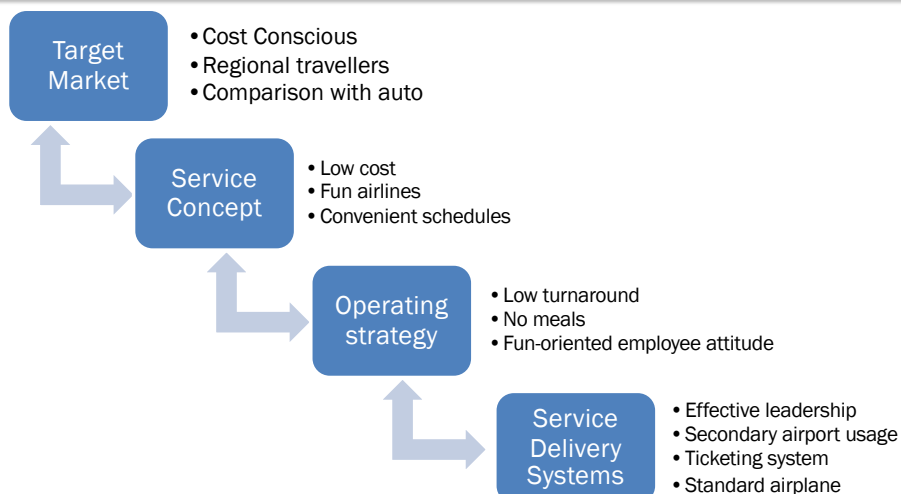 Target
Market
• Cost Conscious
• Regional travellers
• Comparison with auto
Service
Concept
• Low cost
• Fun airlines
• Convenient schedules
Operating
strategy
• Low turnaround
• No meals
• Fun-oriented employee attitude
Service
Delivery
Systems
• Effective leadership
• Secondary airport usage
• Ticketing system
• Standard airplane